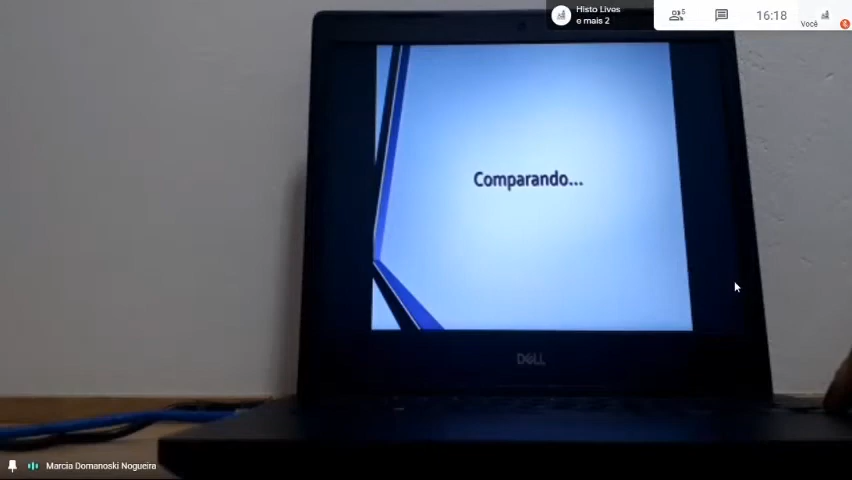 Histo Lives
e mais 2
5
16:18
Você
Comparando...
DELL
Marcia Domanoski Nogueira